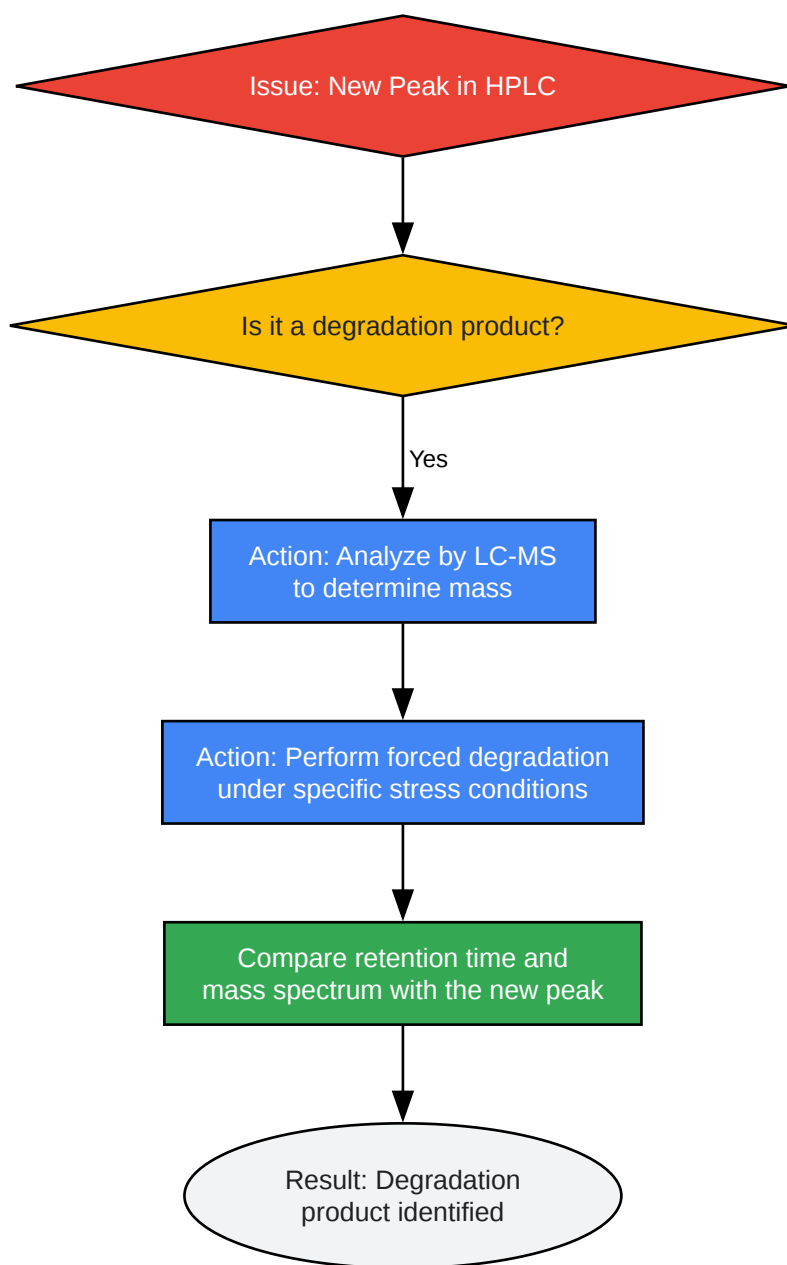 Issue: New Peak in HPLC
Is it a degradation product?
Yes
Action: Analyze by LC-MS
to determine mass
Action: Perform forced degradation
under specific stress conditions
Compare retention time and
mass spectrum with the new peak
Result: Degradation
product identified